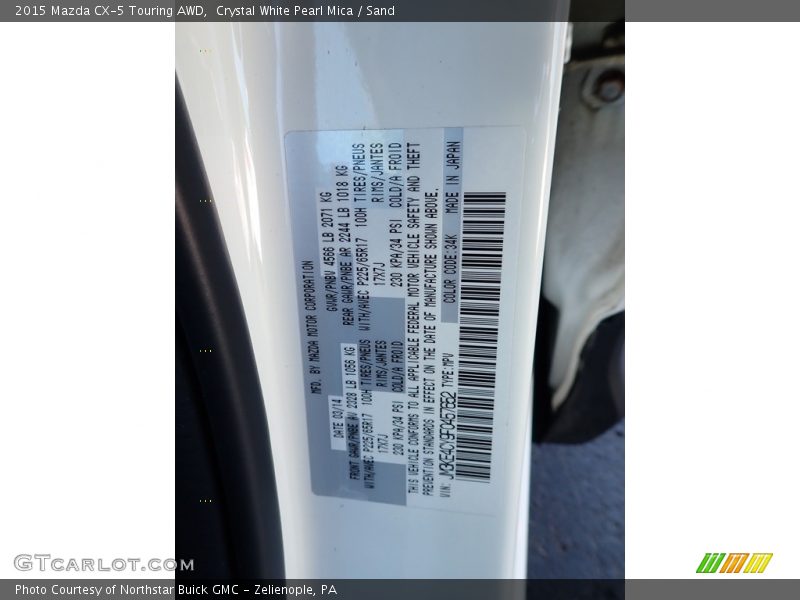 2015 Mazda CX-5 Touring AWD,  Crystal White Pearl Mica / Sand
MFD. BY MAZDA MOTOR CORPORATION
DATE 03/14
GVWR/PNBV 4566 LB 2071 KG
FRONT GAWR/PNBE AV 2328 LB 1056 KG
REAR GAWR/PNBE AR 2244 LB 1018 KG
WITH/AVEC P225/65R17 100H TIRES/PNEUS
WITH/AVEC P225/65R17 100H TIRES/PNEUS
17X7J RIMS/JANTES
17X7J RIMS/JANTES
230 KPA/34 PSI COLD/A FROID
230 KPA/34 PSI COLD/A FROID
THIS VEHICLE CONFORMS TO ALL APPLICABLE FEDERAL MOTOR VEHICLE SAFETY AND THEFT
PREVENTION STANDARDS IN EFFECT ON THE DATE OF MANUFACTURE SHOWN ABOVE.
VIN: TYPE:MPV
COLOR CODE:34K MADE IN JAPAN
GTCARLOT.COM
Photo Courtesy of Northstar Buick GMC - Zelienople, PA